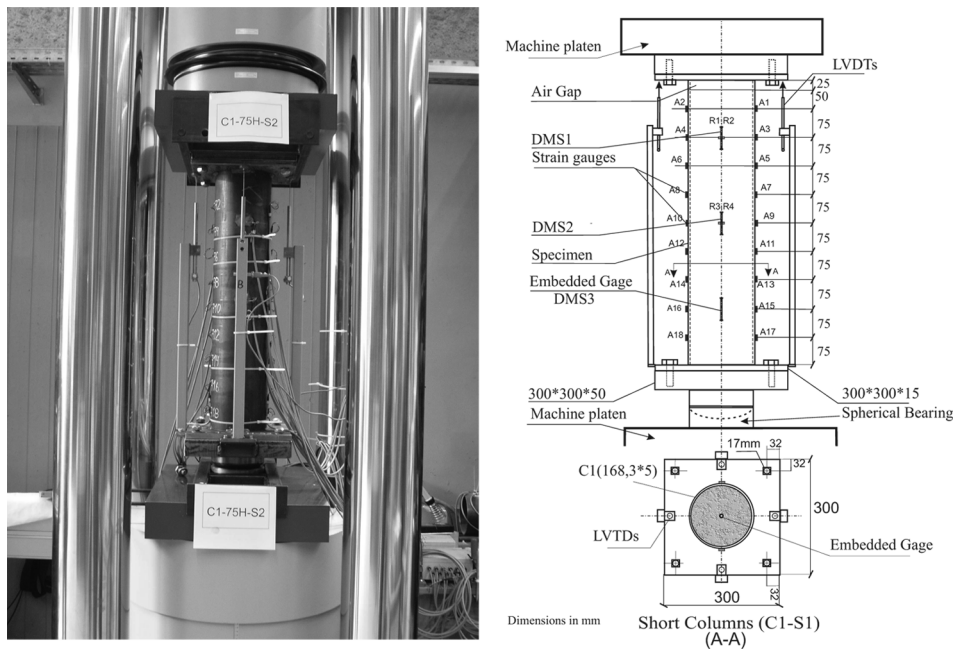 C1-75H-S2
C1-75H-S2
B
Machine platen
LVDTs
25
50
Air Gap
A2
A1
75
R1
R2
DMS1
A4
A3
Strain gauges
75
A6
A5
75
A8
A7
75
R3
R4
DMS2
A10
A9
75
Specimen
A12
A11
75
A
A
Embedded Gage
A14
A13
DMS3
75
A16
A15
75
A18
A17
75
300*300*50
300*300*15
Machine platen
Spherical Bearing
17mm
32
C1(168,3*5)
32
300
LVTDs
Embedded Gage
32
300
Dimensions in mm
Short Columns (C1-S1)
(A-A)